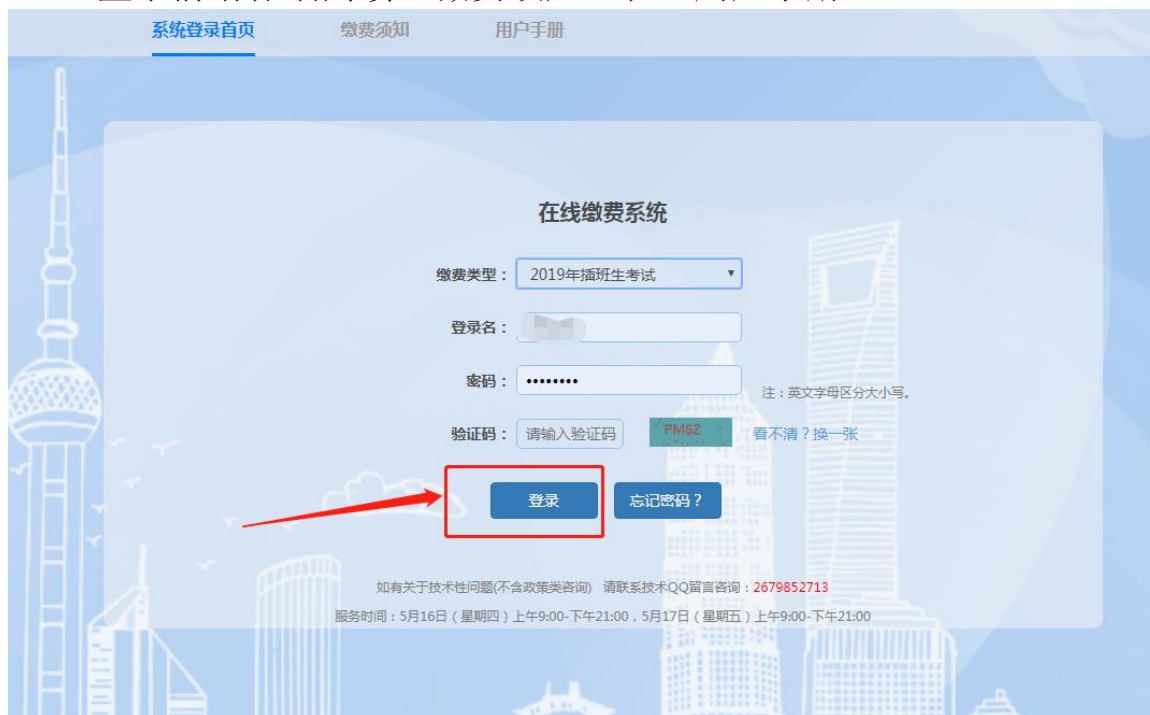 系统登录首页 缴费须知 用户手册
在线缴费系统
缴费类型： 2019年插班生考试
登录名：
密码： ••••••••
注：英文字母区分大小写。
验证码： 请输入验证码 PMSZ 看不清？换一张
登录 忘记密码？
如有关于技术性问题(不含政策类咨询) 请联系技术QQ留言咨询：2679852713
服务时间：5月16日（星期四）上午9:00-下午21:00，5月17日（星期五）上午9:00-下午21:00